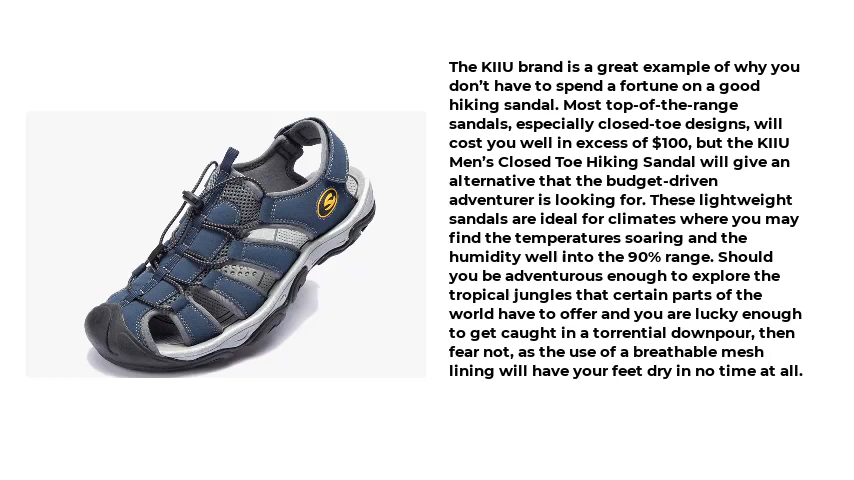 The KIIU brand is a great example of why you
don’t have to spend a fortune on a good
hiking sandal. Most top-of-the-range
sandals, especially closed-toe designs, will
cost you well in excess of $100, but the KIIU
Men’s Closed Toe Hiking Sandal will give an
alternative that the budget-driven
adventurer is looking for. These lightweight
sandals are ideal for climates where you may
find the temperatures soaring and the
humidity well into the 90% range. Should
you be adventurous enough to explore the
tropical jungles that certain parts of the
world have to offer and you are lucky enough
to get caught in a torrential downpour, then
fear not, as the use of a breathable mesh
lining will have your feet dry in no time at all.